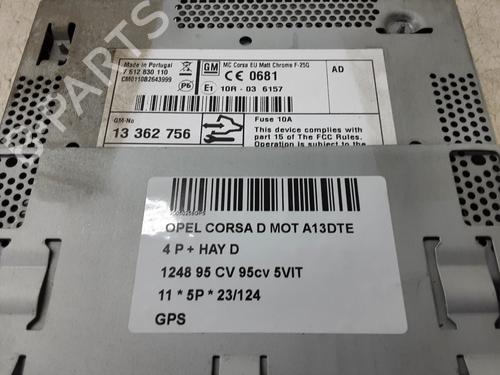 Made in Portugal
7 612 830 110
CM0110B2643999
GM
MC Corsa EU Matt Chrome F-25G
CE 0681
E1 10R - 03 6157
AD
GM-No
13 362 756
Fuse 10A
This device complies with
part 15 of the FCC Rules.
Operation is subject to the
OPEL CORSA D MOT A13DTE
4 P + HAY D
1248 95 CV 95cv 5VIT
11 * 5P * 23/124
GPS
B-PARTS